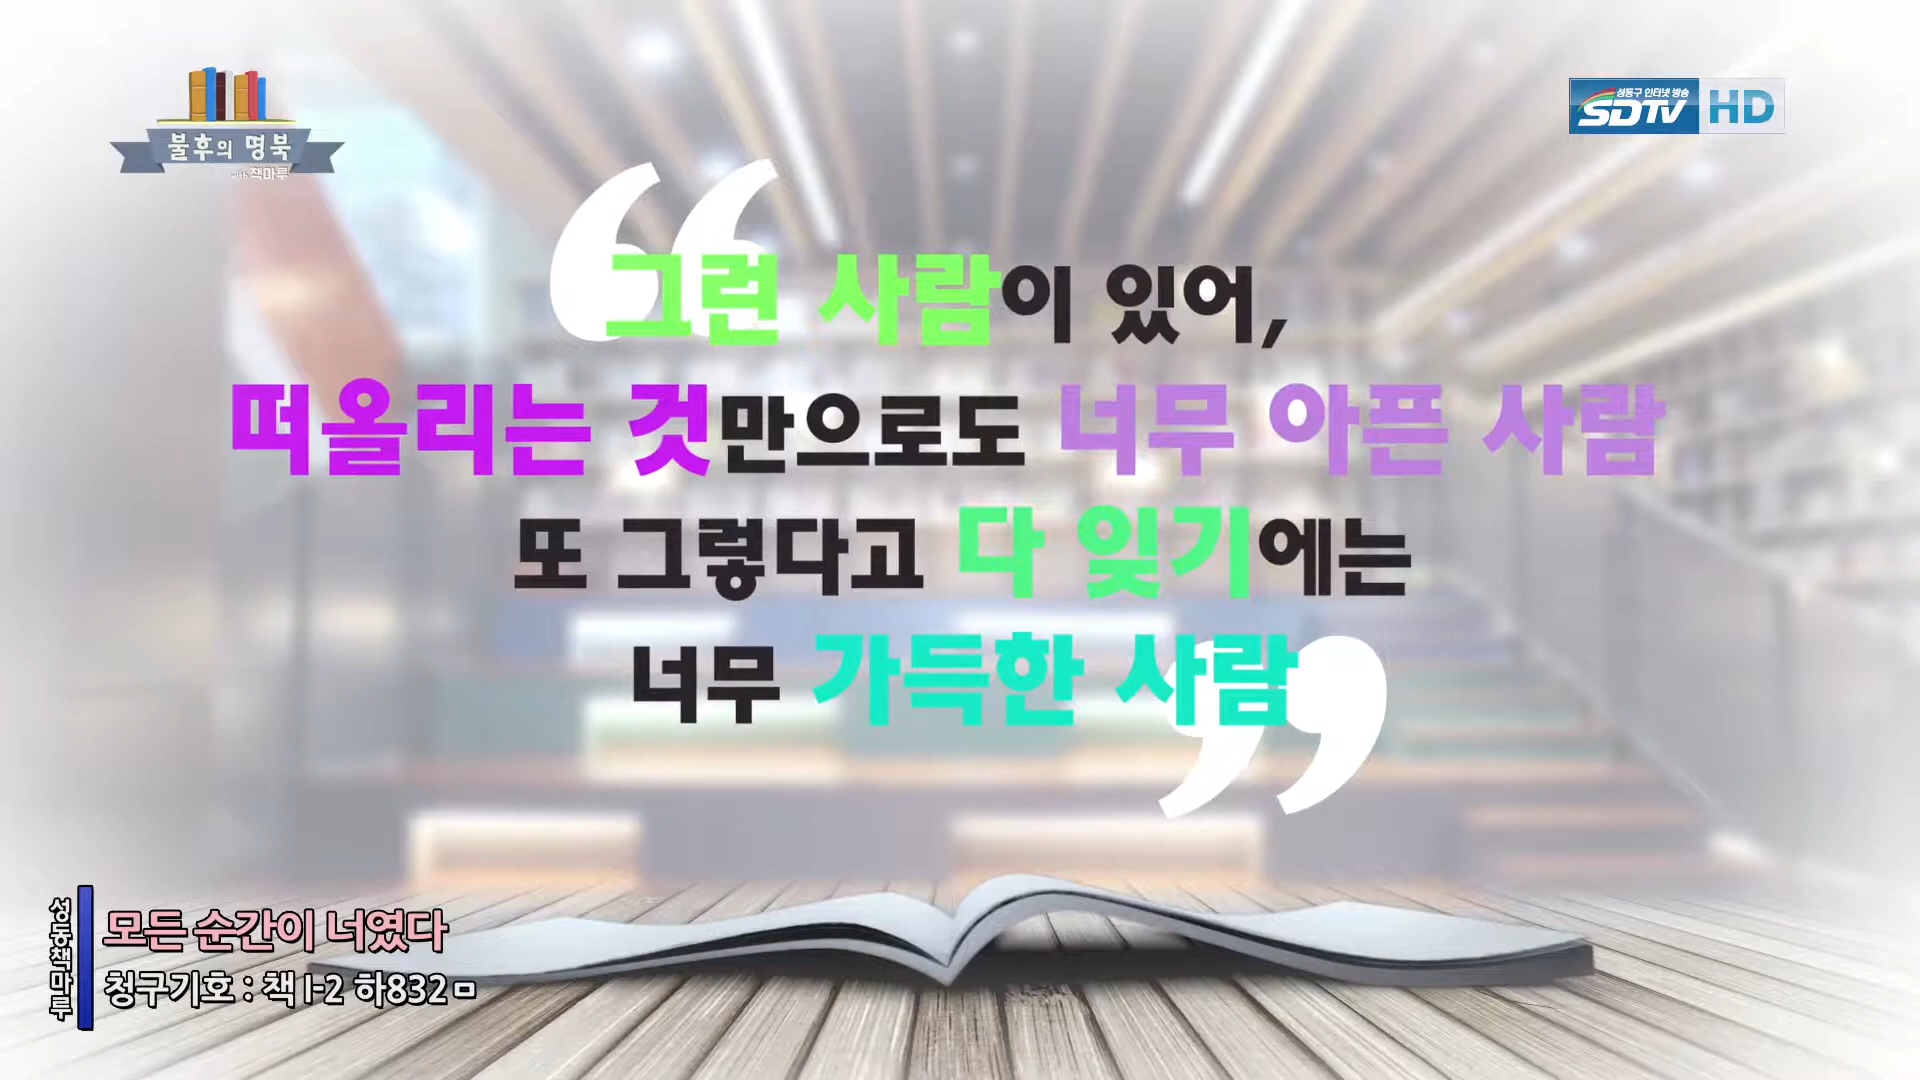 불후의 명북
with 책마루
성동구 인터넷 방송
SDTV HD
그런 사람이 있어,
떠올리는 것만으로도 너무 아픈 사람
또 그렇다고 다 잊기에는
너무 가득한 사람
성동책마루
모든 순간이 너였다
청구기호 : 책 I-2 하832ㅁ